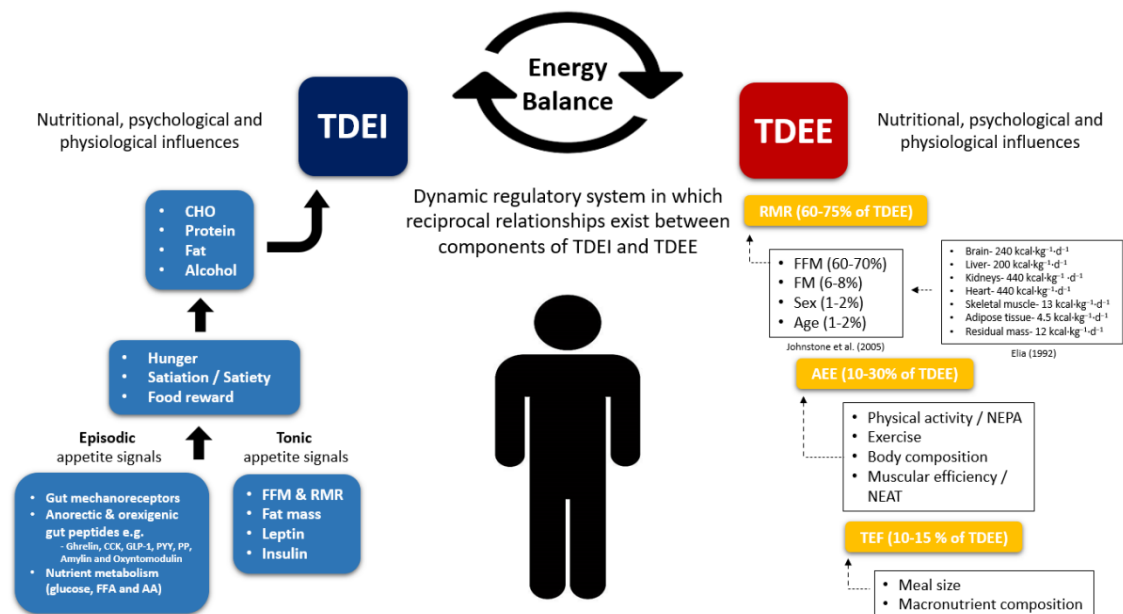 Energy
Balance
TDEI
Nutritional, psychological and
physiological influences
CHO
Protein
Fat
Alcohol
Hunger
Satiation / Satiety
Food reward
Episodic
appetite signals
Gut mechanoreceptors
Anorectic & orexigenic
gut peptides e.g.
- Ghrelin, CCK, GLP-1, PYY, PP,
Amylin and Oxyntomodulin
Nutrient metabolism
(glucose, FFA and AA)
Tonic
appetite signals
FFM & RMR
Fat mass
Leptin
Insulin
Dynamic regulatory system in which
reciprocal relationships exist between
components of TDEI and TDEE
TDEE
Nutritional, psychological and
physiological influences
RMR (60-75% of TDEE)
FFM (60-70%)
FM (6-8%)
Sex (1-2%)
Age (1-2%)
Johnstone et al. (2005)
Brain- 240 kcal·kg⁻¹·d⁻¹
Liver- 200 kcal·kg⁻¹·d⁻¹
Kidneys- 440 kcal·kg⁻¹ ·d⁻¹
Heart- 440 kcal·kg⁻¹·d⁻¹
Skeletal muscle- 13 kcal·kg⁻¹·d⁻¹
Adipose tissue- 4.5 kcal·kg⁻¹·d⁻¹
Residual mass- 12 kcal·kg⁻¹·d⁻¹
Elia (1992)
AEE (10-30% of TDEE)
Physical activity / NEPA
Exercise
Body composition
Muscular efficiency /
NEAT
TEF (10-15 % of TDEE)
Meal size
Macronutrient composition